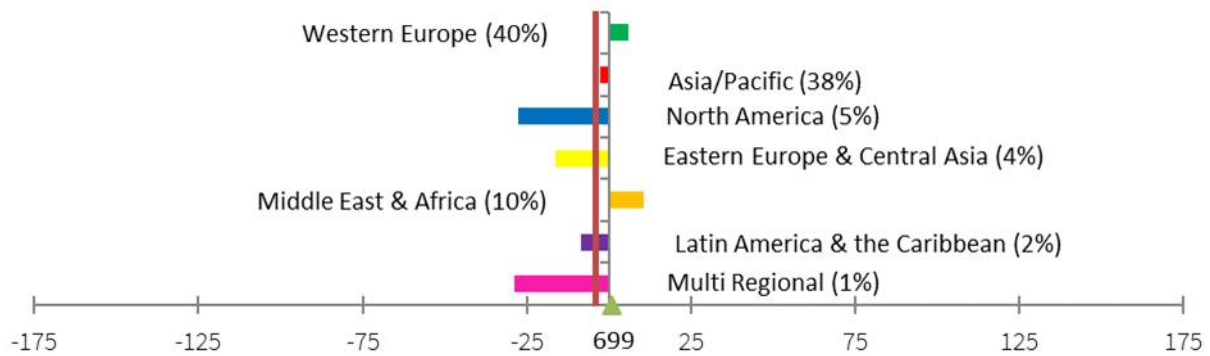 Western Europe (40%)
Asia/Pacific (38%)
North America (5%)
Eastern Europe & Central Asia (4%)
Middle East & Africa (10%)
Latin America & the Caribbean (2%)
Multi Regional (1%)
-175 -125 -75 -25 699 25 75 125 175